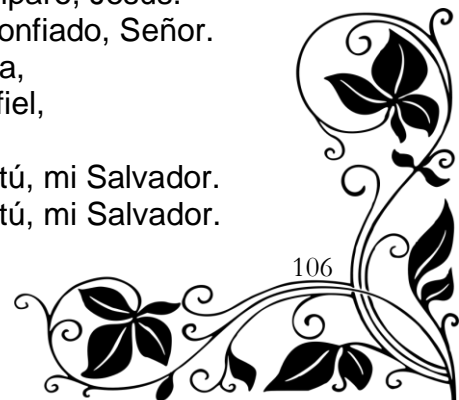 onfiado, Señor.
a,
fiel,
tú, mi Salvador.
tú, mi Salvador.
106